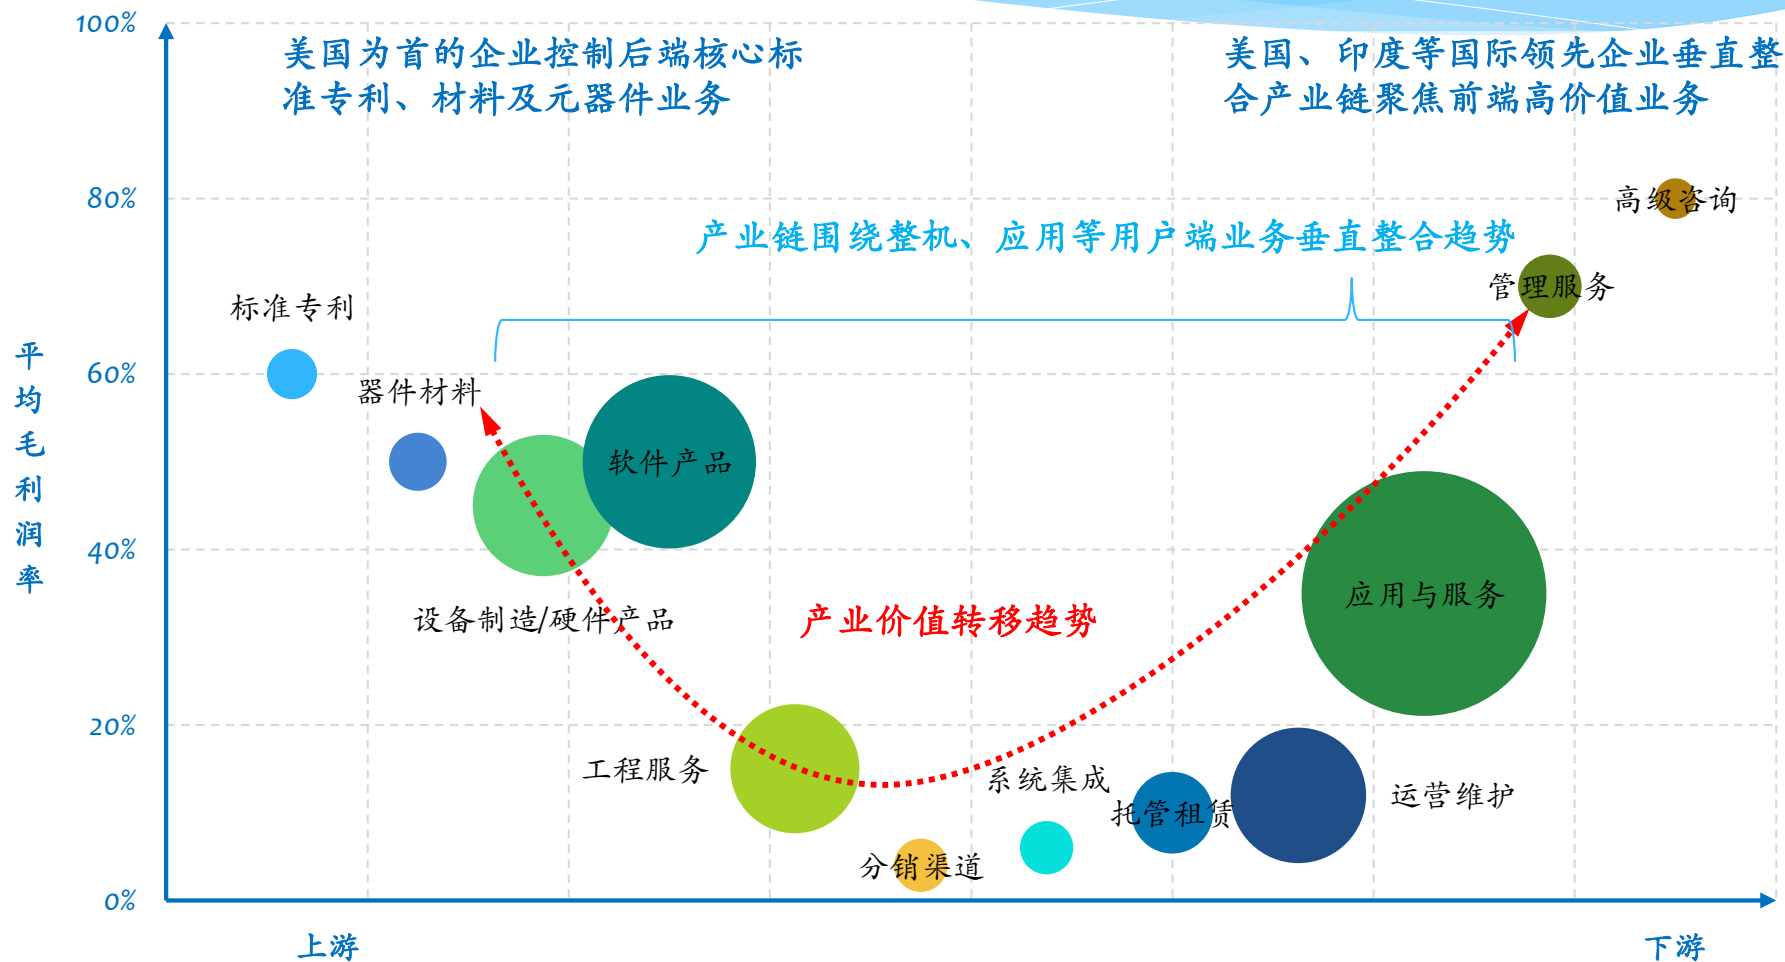 100%
美国为首的企业控制后端核心标
准专利、材料及元器件业务
美国、印度等国际领先企业垂直整
合产业链聚焦前端高价值业务
80%
高级咨询
产业链围绕整机、应用等用户端业务垂直整合趋势
管理服务
标准专利
平均毛利润率
60%
器件材料
软件产品
40%
应用与服务
设备制造/硬件产品
产业价值转移趋势
20%
工程服务
系统集成
托管租赁
运营维护
分销渠道
0%
上游
下游